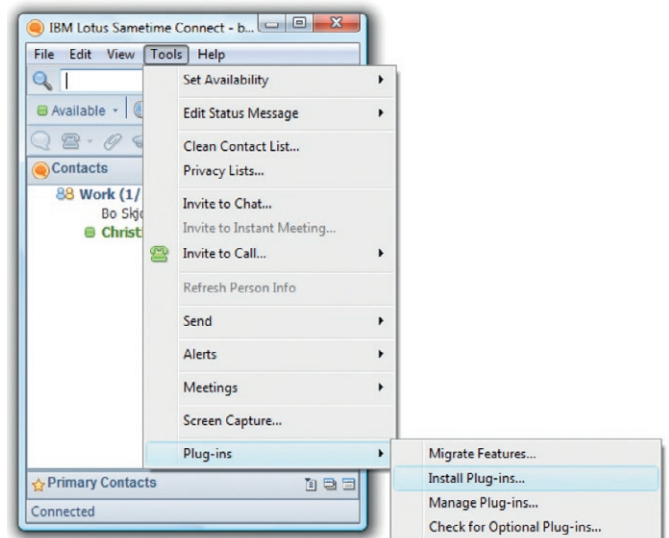 IBM Lotus Sametime Connect - b...
File Edit View Tools Help
Available
Contacts
Work (1/
Bo Skjo
Christ
Primary Contacts
Connected
Set Availability
Edit Status Message
Clean Contact List...
Privacy Lists...
Invite to Chat...
Invite to Instant Meeting...
Invite to Call...
Refresh Person Info
Send
Alerts
Meetings
Screen Capture...
Plug-ins
Migrate Features...
Install Plug-ins...
Manage Plug-ins...
Check for Optional Plug-ins...